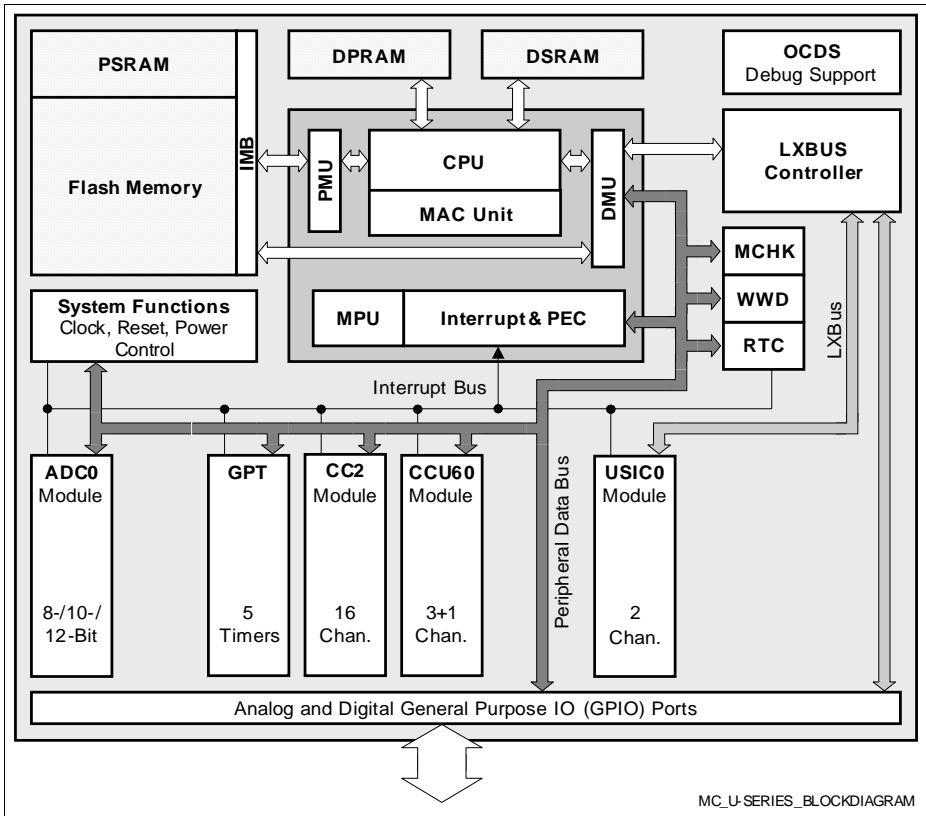 PSRAM
Flash Memory
IMB
DPRAM
DSRAM
OCDS
Debug Support
PMU
CPU
MAC Unit
DMU
LXBUS
Controller
MCHK
WWD
RTC
System Functions
Clock, Reset, Power
Control
MPU
Interrupt & PEC
Interrupt Bus
LXBus
Peripheral Data Bus
ADC0
Module
8-/10-/
12-Bit
GPT
5
Timers
CC2
Module
16
Chan.
CCU60
Module
3+1
Chan.
USIC0
Module
2
Chan.
Analog and Digital General Purpose IO (GPIO) Ports
MC_U-SERIES_BLOCKDIAGRAM